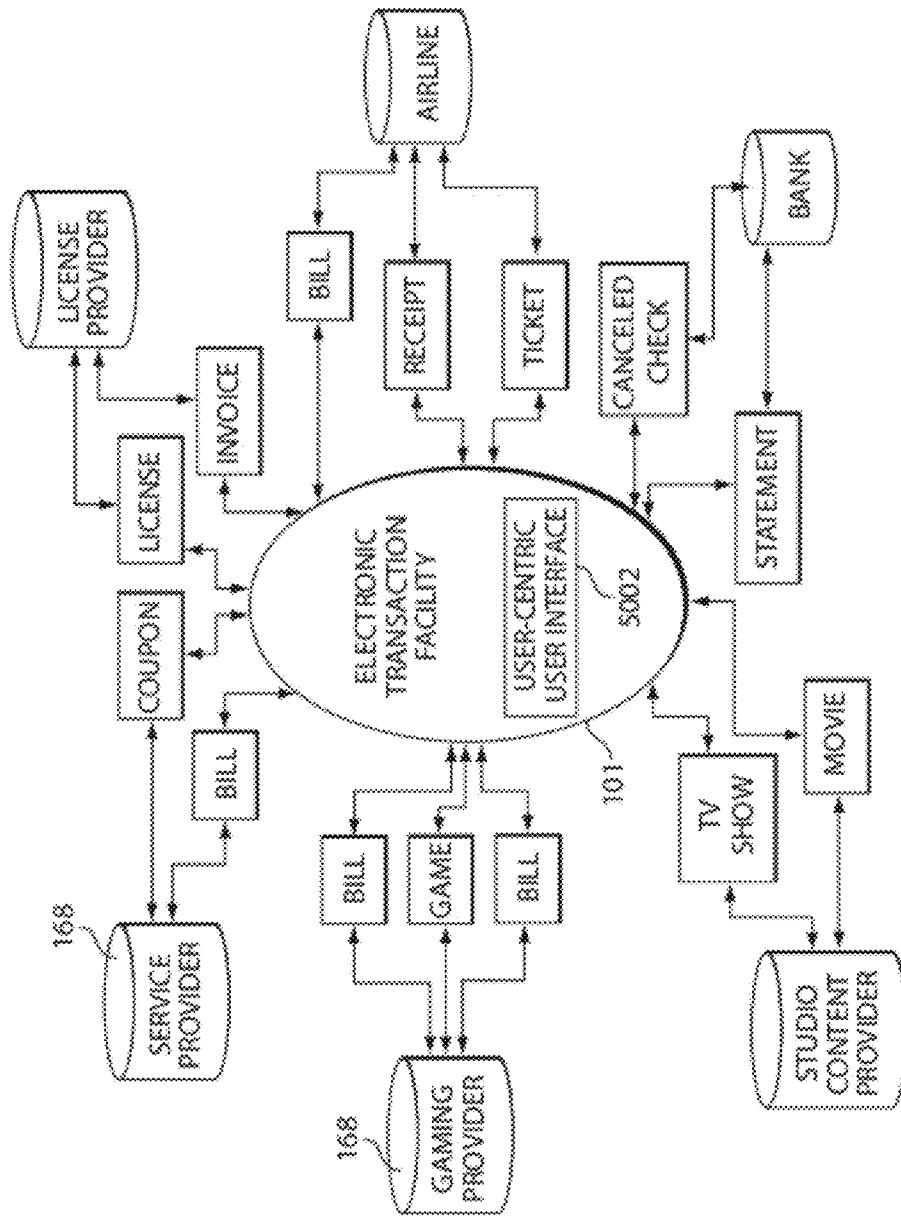 168
SERVICE
PROVIDER
BILL
COUPON
LICENSE
INVOICE
LICENSE
PROVIDER
168
GAMING
PROVIDER
BILL
GAME
BILL
ELECTRONIC
TRANSACTION
FACILITY
USER-CENTRIC
USER INTERFACE
5002
101
BILL
RECEIPT
TICKET
AIRLINE
STUDIO
CONTENT
PROVIDER
TV
SHOW
MOVIE
STATEMENT
CANCELED
CHECK
BANK